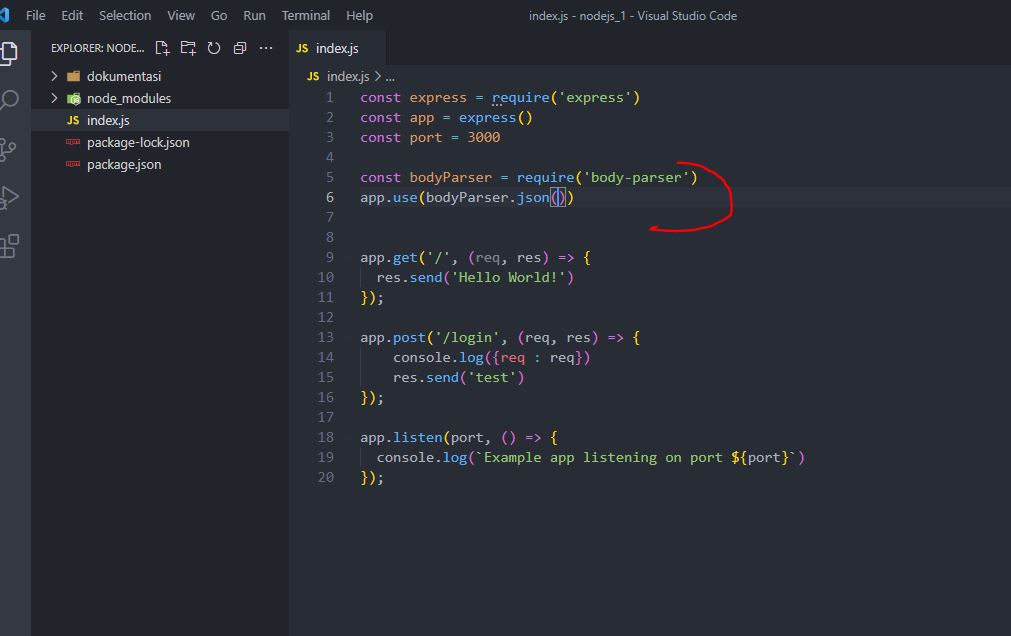 File Edit Selection View Go Run Terminal Help index.js - nodejs_1 - Visual Studio Code
EXPLORER: NODE... ...
JS index.js
dokumentasi
node_modules
JS index.js
package-lock.json
package.json
JS index.js > ...
1 const express = require('express')
2 const app = express()
3 const port = 3000
4
5 const bodyParser = require('body-parser')
6 app.use(bodyParser.json())
7
8
9 app.get('/', (req, res) => {
10 res.send('Hello World!')
11 });
12
13 app.post('/login', (req, res) => {
14 console.log({req : req})
15 res.send('test')
16 });
17
18 app.listen(port, () => {
19 console.log(`Example app listening on port ${port}`)
20 });